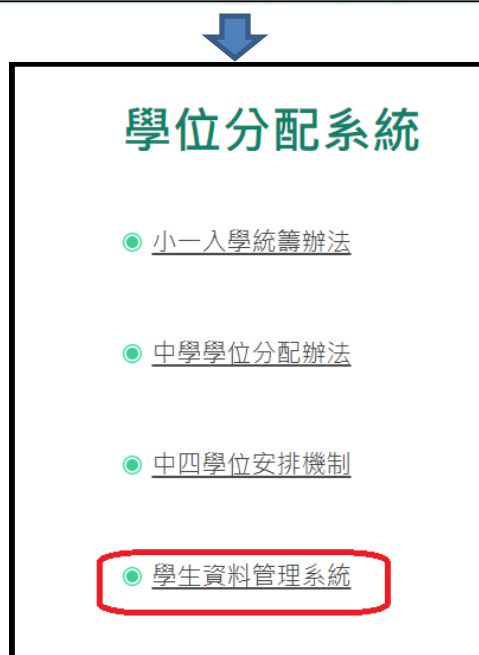 學位分配系統
小一入學統籌辦法
中學學位分配辦法
中四學位安排機制
學生資料管理系統